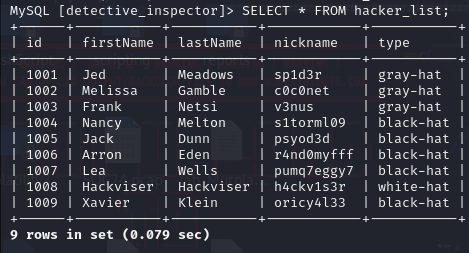 MySQL [detective_inspector]> SELECT * FROM hacker_list;
+------+-----------+-----------+-------------+-----------+
| id   | firstName | lastName  | nickname    | type      |
+------+-----------+-----------+-------------+-----------+
| 1001 | Jed       | Meadows   | sp1d3r      | gray-hat  |
| 1002 | Melissa   | Gamble    | c0c0net     | gray-hat  |
| 1003 | Frank     | Netsi     | v3nus       | gray-hat  |
| 1004 | Nancy     | Melton    | s1torml09   | black-hat |
| 1005 | Jack      | Dunn      | psyod3d     | black-hat |
| 1006 | Arron     | Eden      | r4nd0myfff  | black-hat |
| 1007 | Lea       | Wells     | pumq7eggy7  | black-hat |
| 1008 | Hackviser | Hackviser | h4ckv1s3r   | white-hat |
| 1009 | Xavier    | Klein     | oricy4l33   | black-hat |
+------+-----------+-----------+-------------+-----------+
9 rows in set (0.079 sec)